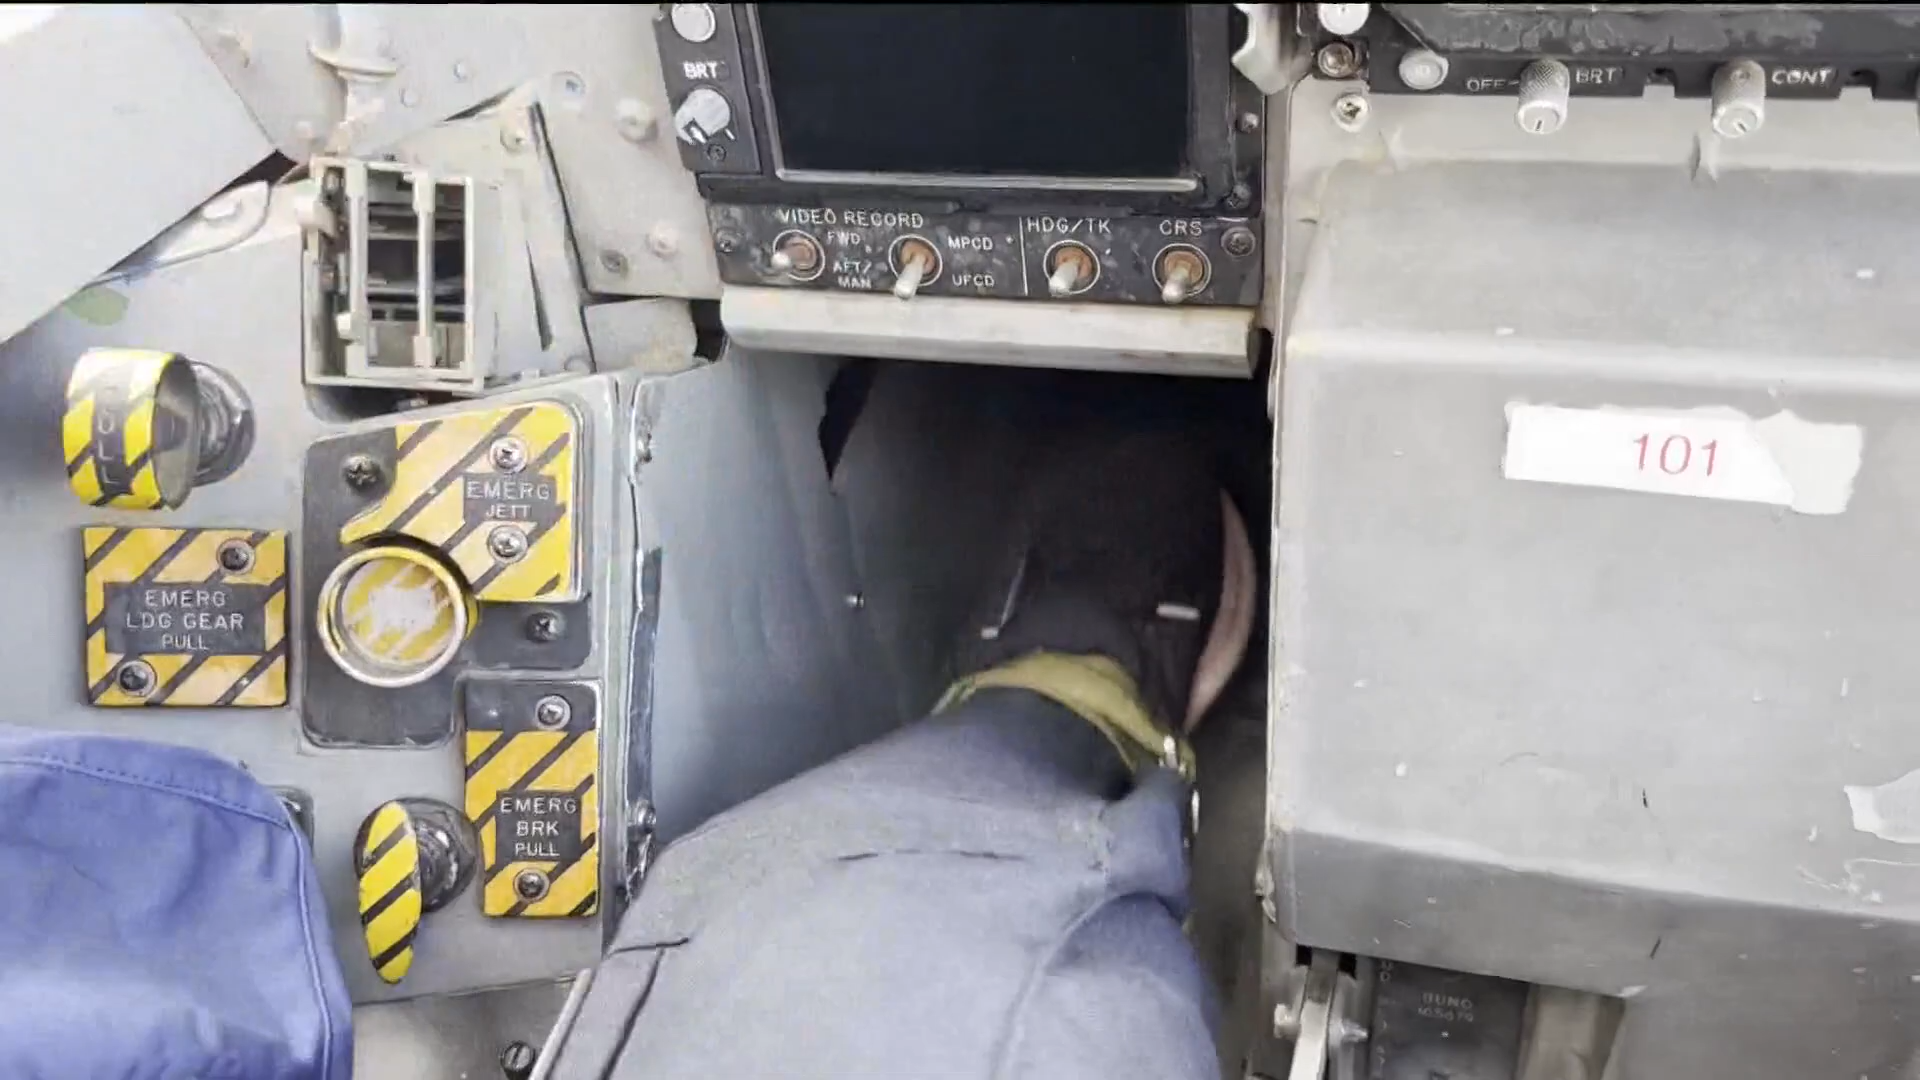 BRT
OFF
BRT
CONT
VIDEO RECORD
FWD
AFT/
MAN
MPCD
UFCD
HDG/TK
CRS
PULL
101
EMERG
JETT
EMERG
LDG GEAR
PULL
EMERG
BRK
PULL
BUNO